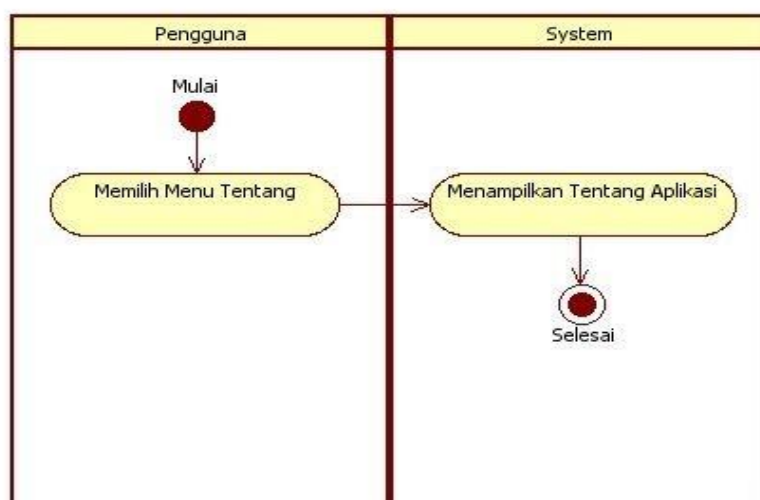 Pengguna
System
Mulai
Memilih Menu Tentang
Menampilkan Tentang Aplikasi
Selesai